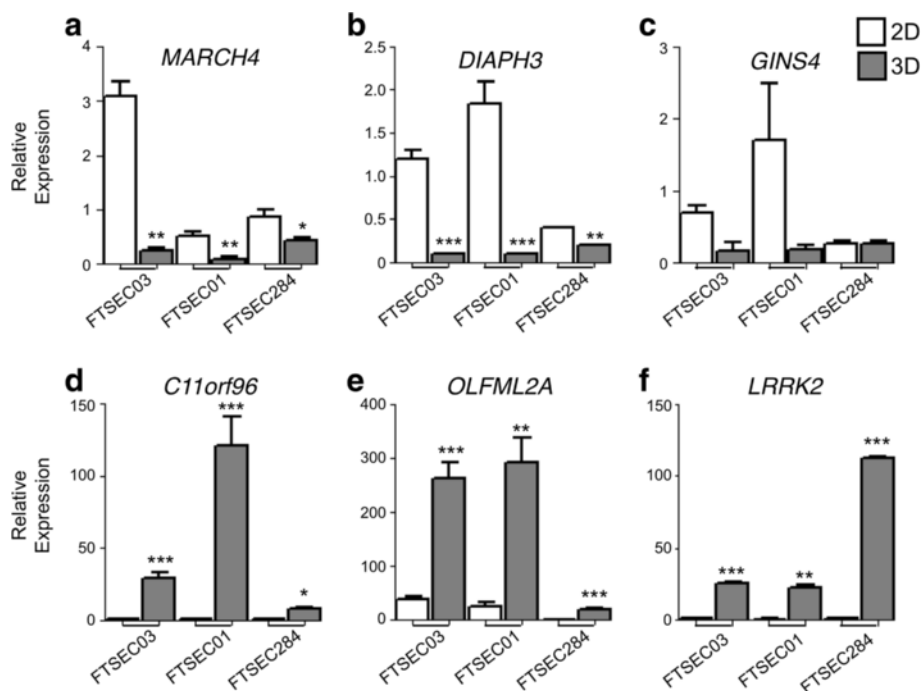 a
MARCH4
b
DIAPH3
c
GINS4
2D
3D
Relative
Expression
4
3
2
1
0
**
**
*
FTSEC03
FTSEC01
FTSEC284
2.5
2.0
1.5
1.0
0.5
0
***
***
**
FTSEC03
FTSEC01
FTSEC284
3
2
1
0
FTSEC03
FTSEC01
FTSEC284
d
C11orf96
e
OLFML2A
f
LRRK2
Relative
Expression
150
100
50
0
***
***
*
FTSEC03
FTSEC01
FTSEC284
400
300
200
100
0
***
**
***
FTSEC03
FTSEC01
FTSEC284
150
100
50
0
***
**
***
FTSEC03
FTSEC01
FTSEC284